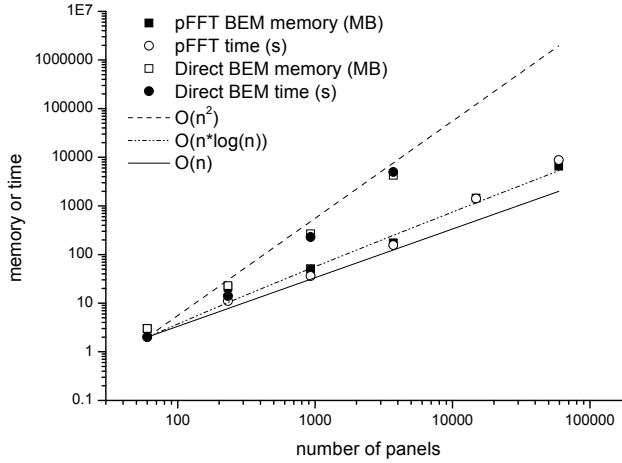 1E7
1000000
100000
10000
1000
100
10
1
0.1
memory or time
pFFT BEM memory (MB)
pFFT time (s)
Direct BEM memory (MB)
Direct BEM time (s)
O(n²)
O(n*log(n))
O(n)
100
1000
10000
100000
number of panels